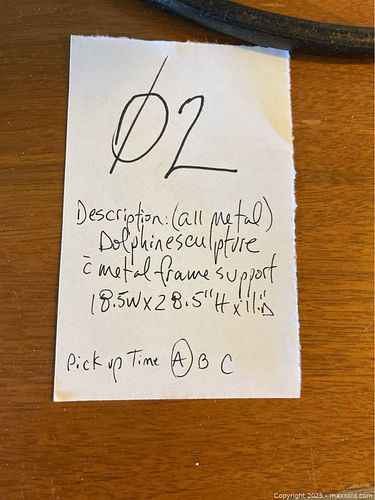 Ø2
Description: (all metal)
Dolphinesculpture
c̄ metal frame support
18.5W x 28.5"H x 11"D
Pick up Time A B C
Copyright 2025 - maxsold.com